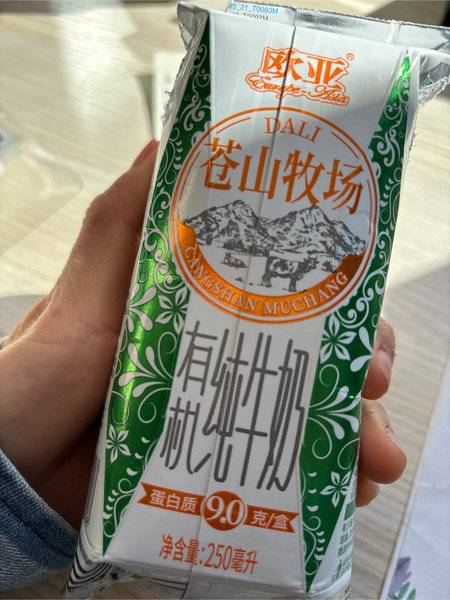 欧亚®
Europe-Asia
DALI
苍山牧场
CANGSHAN MUCHANG
有机纯牛奶
蛋白质 9.0 克/盒
净含量:250毫升